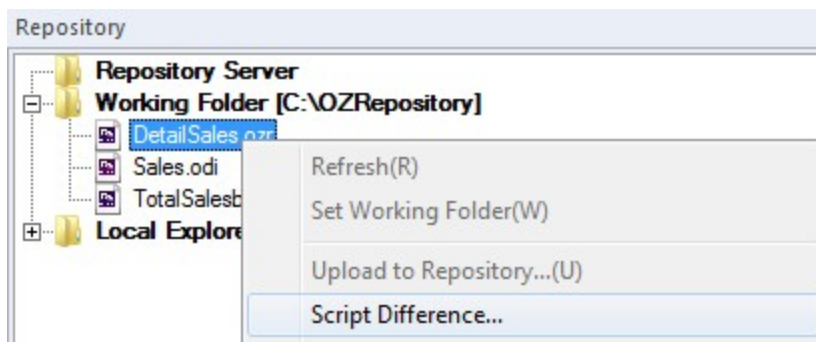 Repository
Repository Server
Working Folder [C:\OZRepository]
DetailSales.ozr
Sales.odi
Refresh(R)
Set Working Folder(W)
Upload to Repository...(U)
Script Difference...